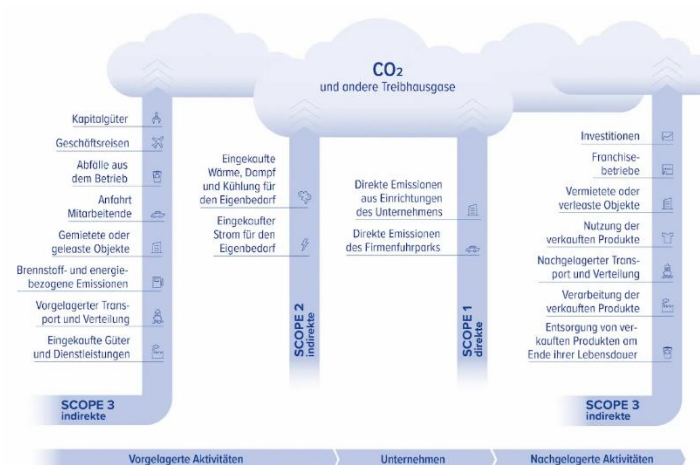 CO₂
und andere Treibhausgase
Kapitalgüter
Geschäftsreisen
Abfälle aus
dem Betrieb
Anfahrt
Mitarbeitende
Gemietete oder
geleaste Objekte
Brennstoff- und energie-
bezogene Emissionen
Vorgelagerter Trans-
port und Verteilung
Eingekaufte Güter
und Dienstleistungen
SCOPE 3
indirekte
Eingekaufte
Wärme, Dampf
und Kühlung für
den Eigenbedarf
Eingekaufter
Strom für den
Eigenbedarf
SCOPE 2
indirekte
Direkte Emissionen
aus Einrichtungen
des Unternehmens
Direkte Emissionen
des Firmenfuhrparks
SCOPE 1
direkte
Investitionen
Franchise-
betriebe
Vermietete oder
verleaste Objekte
Nutzung der
verkauften Produkte
Nachgelagerter Trans-
port und Verteilung
Verarbeitung der
verkauften Produkte
Entsorgung von ver-
kauften Produkten am
Ende ihrer Lebensdauer
SCOPE 3
indirekte
Vorgelagerte Aktivitäten
Unternehmen
Nachgelagerte Aktivitäten